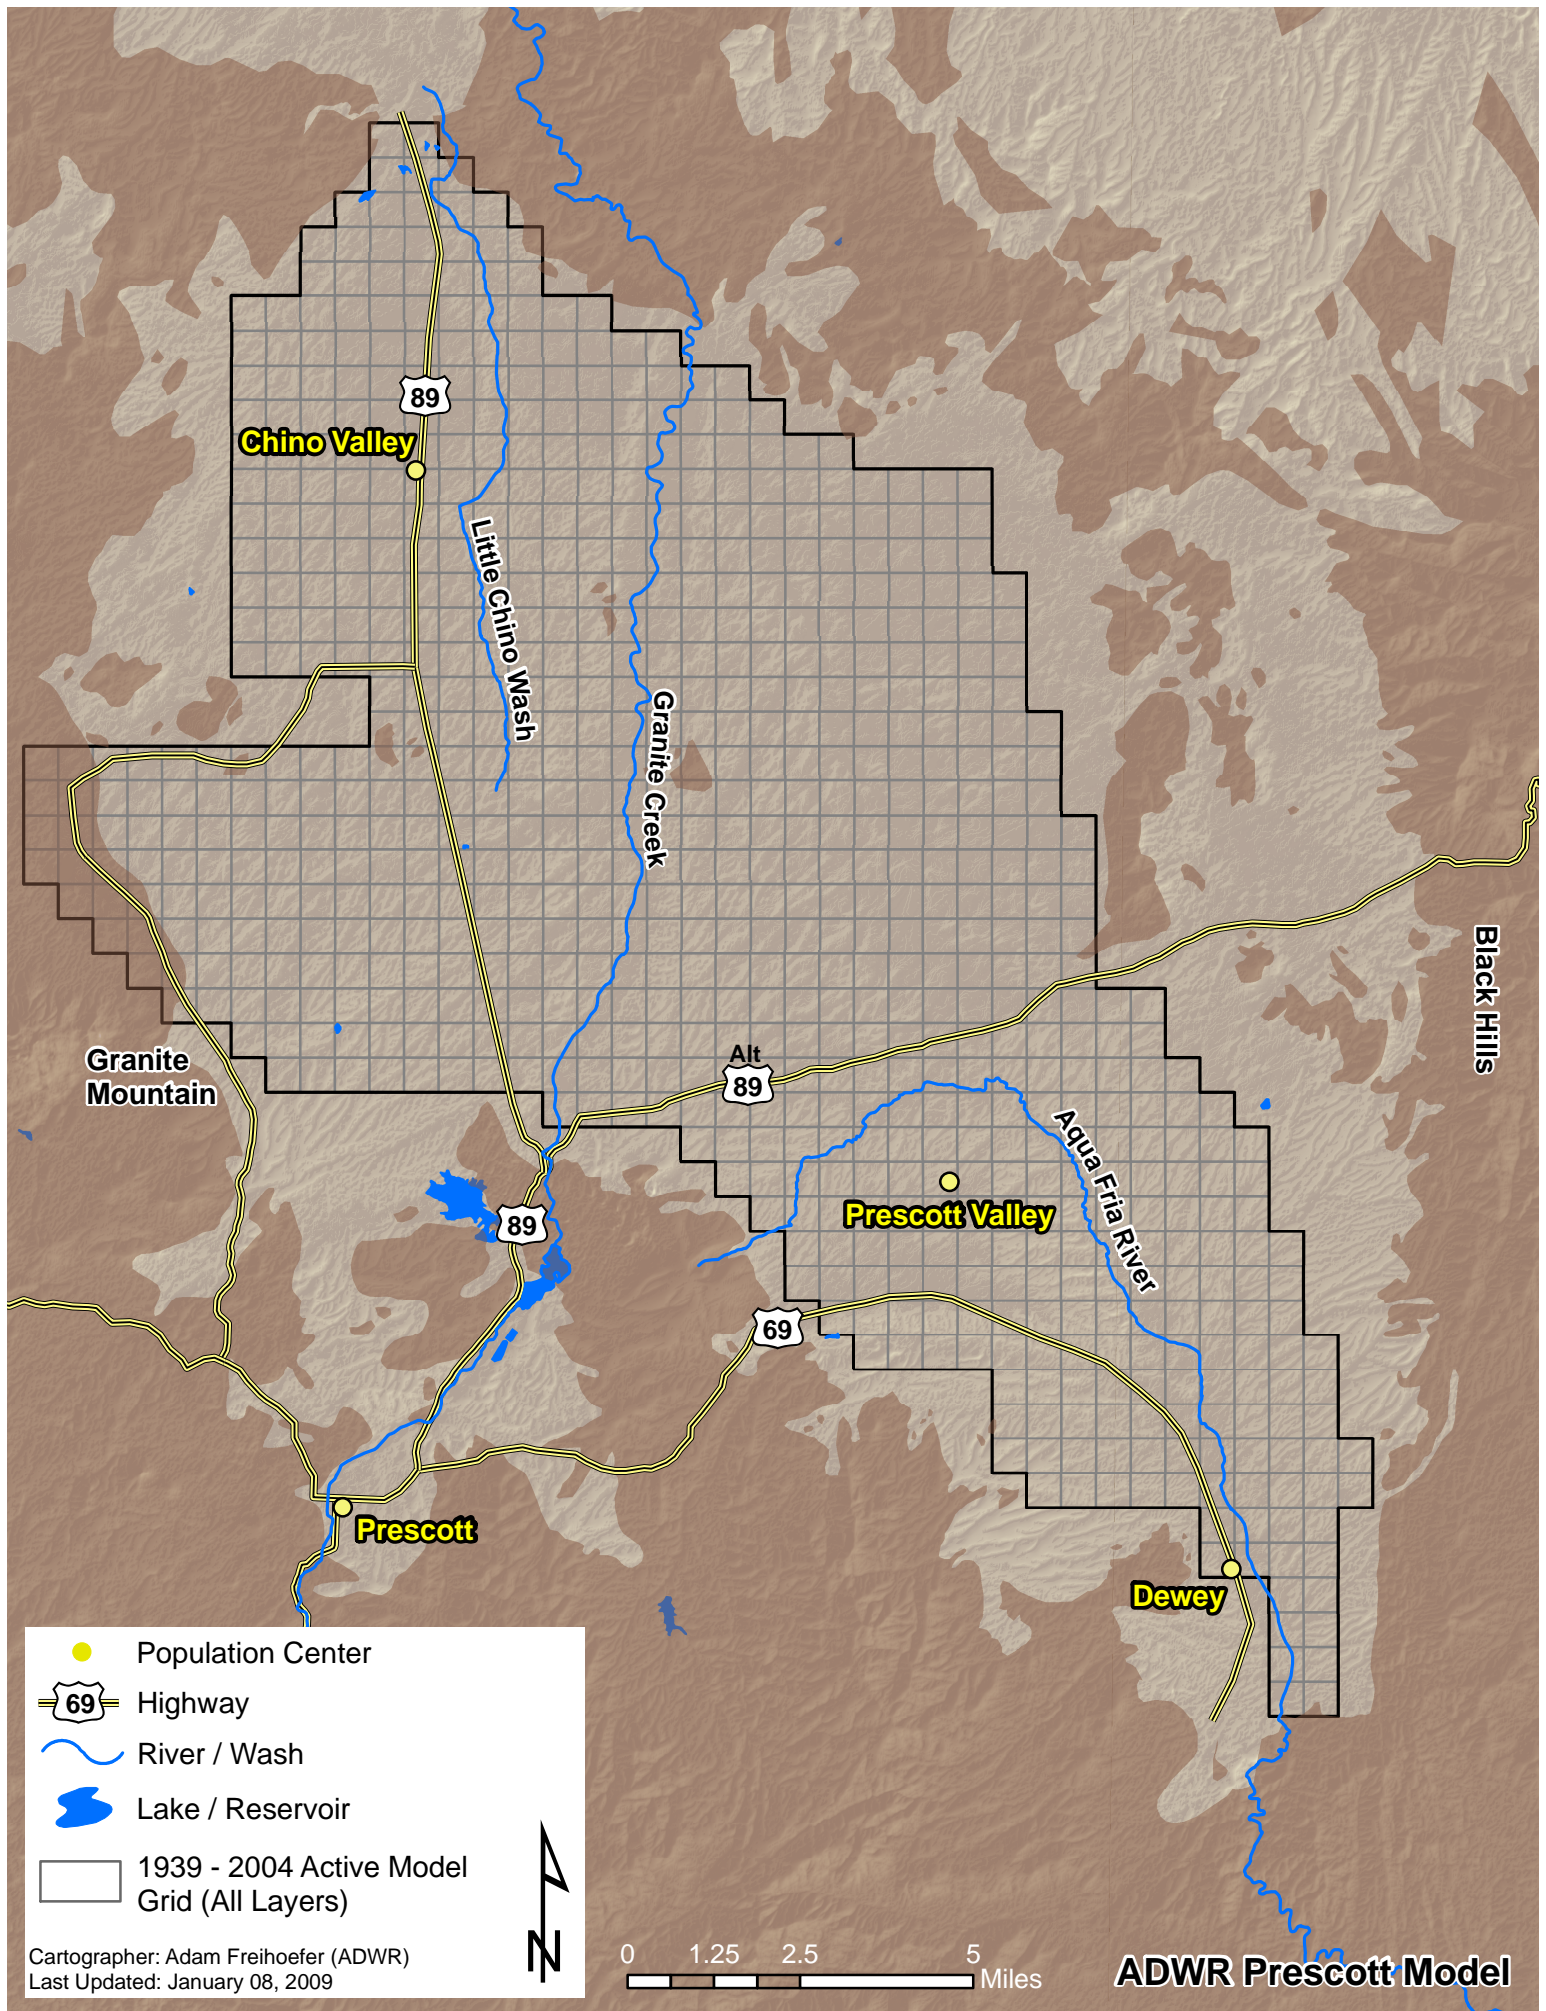 89
Chino Valley
Little Chino Wash
Granite Creek
Black Hills
Granite
Mountain
Alt
89
Aqua Fria River
Prescott Valley
89
69
Prescott
Dewey
Population Center
69 Highway
River / Wash
Lake / Reservoir
1939 - 2004 Active Model
Grid (All Layers)
N
Cartographer: Adam Freihoefer (ADWR)
Last Updated: January 08, 2009
0 1.25 2.5 5
Miles
ADWR Prescott Model